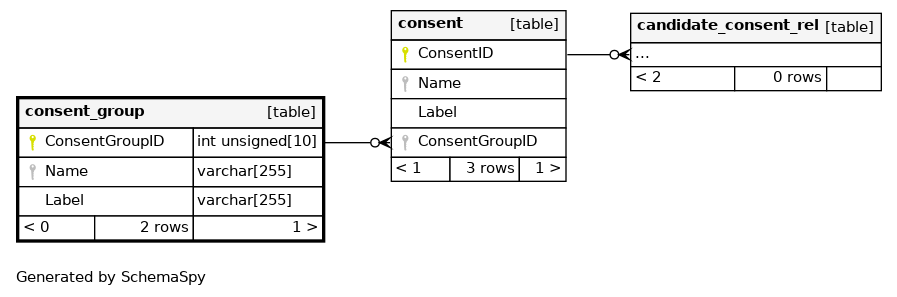 consent_group [table]
ConsentGroupID int unsigned[10]
Name varchar[255]
Label varchar[255]
< 0 2 rows 1 >
consent [table]
ConsentID
Name
Label
ConsentGroupID
< 1 3 rows 1 >
candidate_consent_rel [table]
...
< 2 0 rows
Generated by SchemaSpy